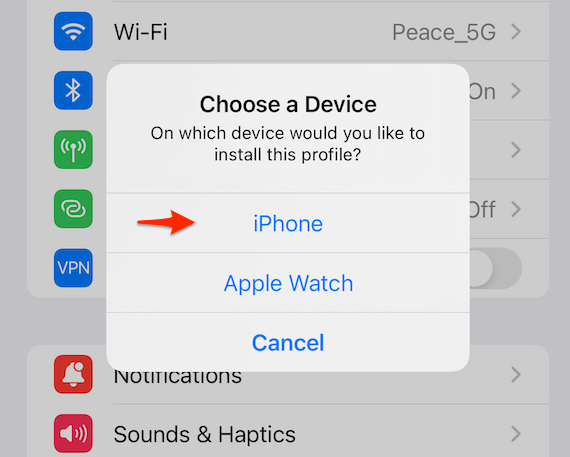 Wi-Fi Peace_5G
Choose a Device
On
On which device would you like to
install this profile?
iPhone
Off
VPN
Apple Watch
Cancel
Notifications
Sounds & Haptics